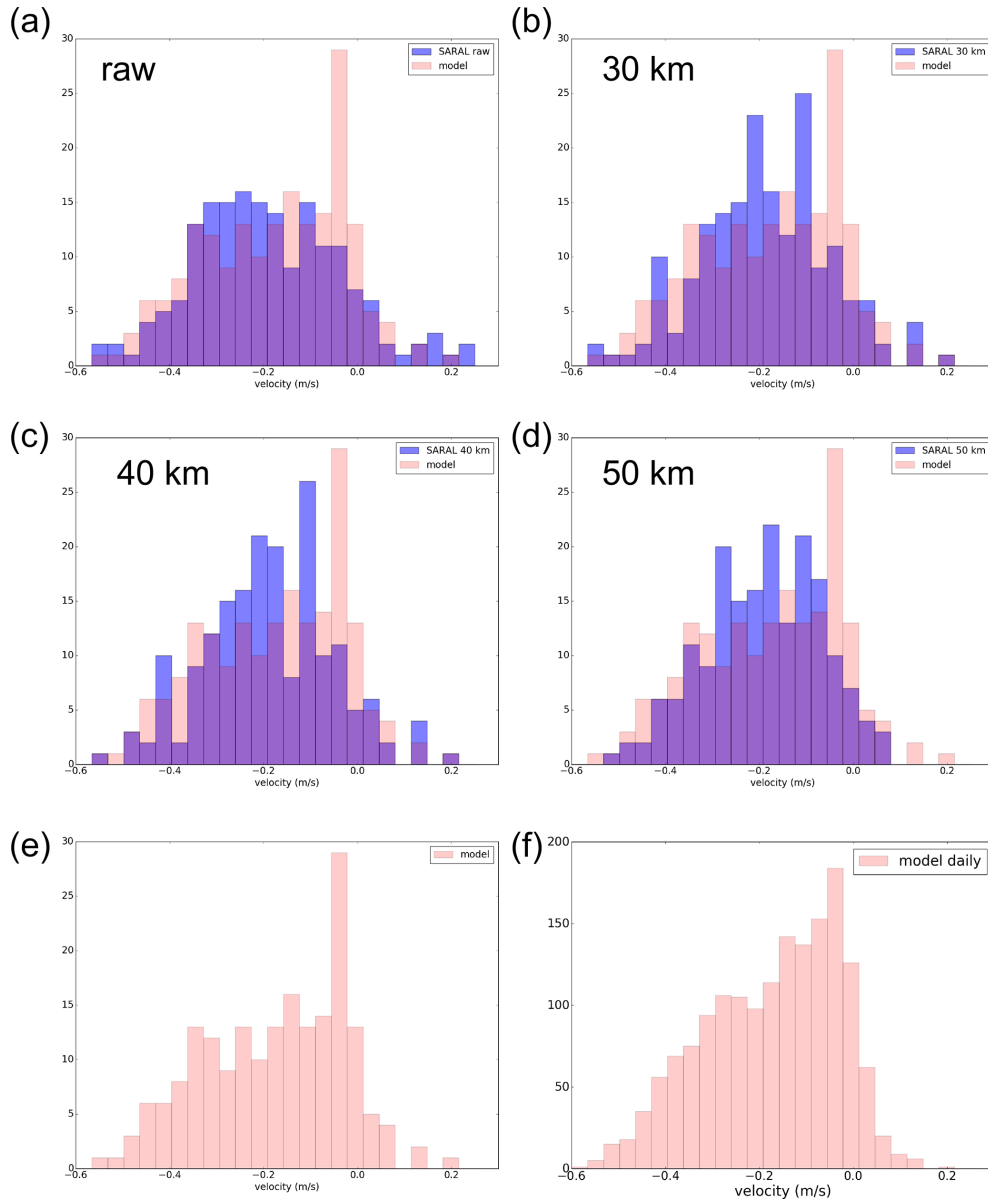 (a)
raw
SARAL raw
model
30
25
20
15
10
5
0
−0.6 −0.4 −0.2 0.0 0.2
velocity (m/s)
(b)
30 km
SARAL 30 km
model
30
25
20
15
10
5
0
−0.6 −0.4 −0.2 0.0 0.2
velocity (m/s)
(c)
40 km
SARAL 40 km
model
30
25
20
15
10
5
0
−0.6 −0.4 −0.2 0.0 0.2
velocity (m/s)
(d)
50 km
SARAL 50 km
model
30
25
20
15
10
5
0
−0.6 −0.4 −0.2 0.0 0.2
velocity (m/s)
(e)
model
30
25
20
15
10
5
0
−0.6 −0.4 −0.2 0.0 0.2
velocity (m/s)
(f)
model daily
200
150
100
50
0
−0.6 −0.4 −0.2 0.0 0.2
velocity (m/s)